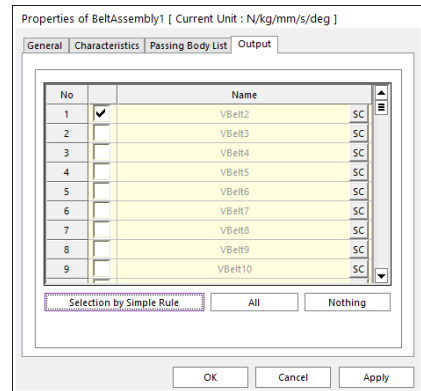 Properties of BeltAssembly1 [ Current Unit : N/kg/mm/s/deg ]
General Characteristics Passing Body List Output
No Name
1 VBelt2 SC
2 VBelt3 SC
3 VBelt4 SC
4 VBelt5 SC
5 VBelt6 SC
6 VBelt7 SC
7 VBelt8 SC
8 VBelt9 SC
9 VBelt10 SC
Selection by Simple Rule All Nothing
OK Cancel Apply